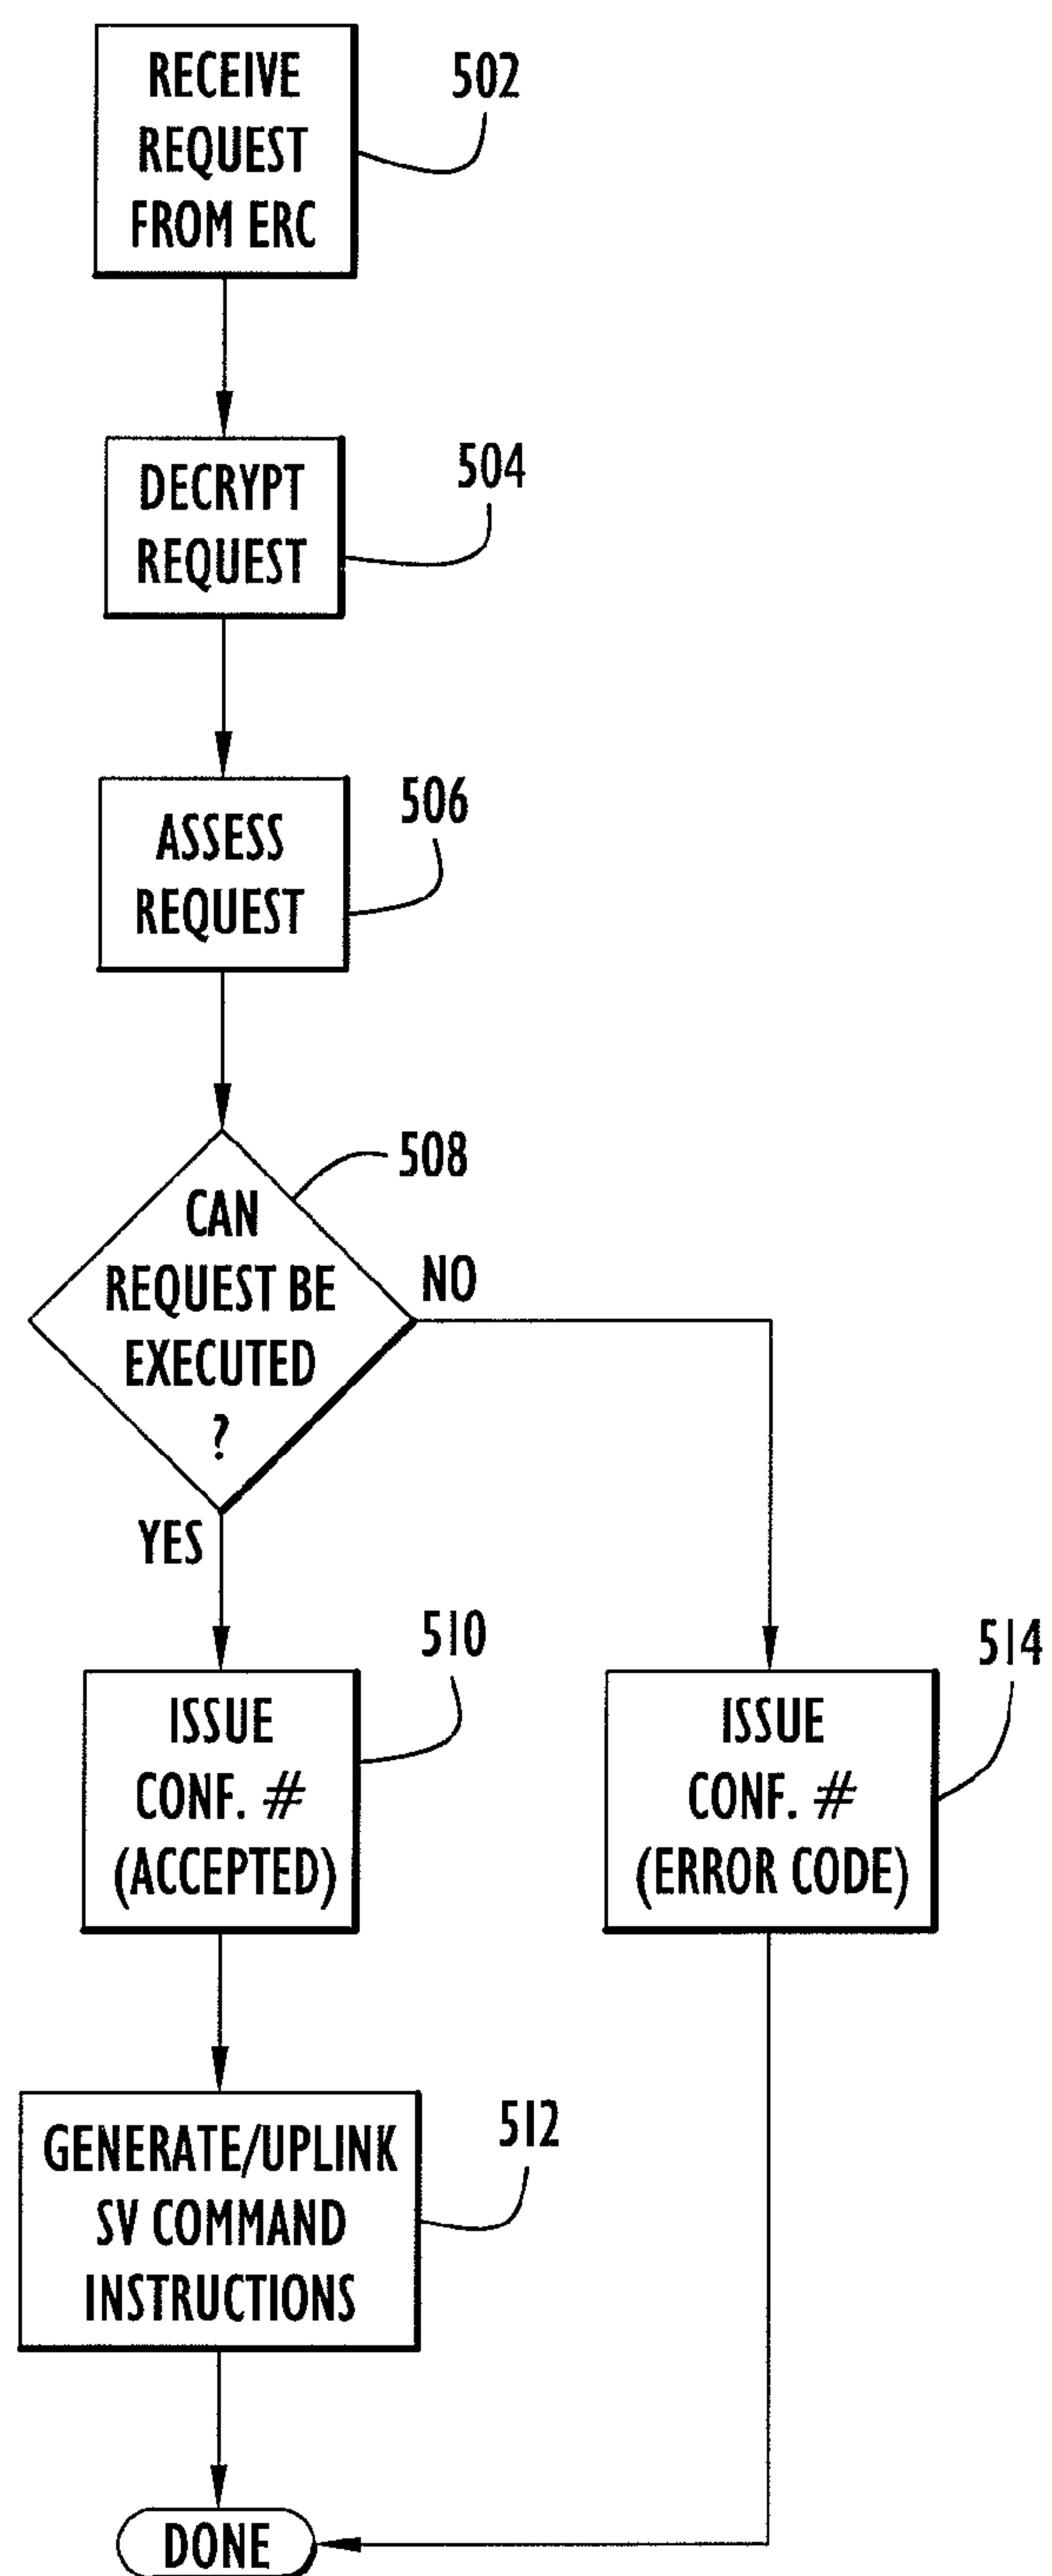 RECEIVE
REQUEST
FROM ERC
502
DECRYPT
REQUEST
504
ASSESS
REQUEST
506
508
CAN
REQUEST BE
EXECUTED
?
NO
YES
510
ISSUE
CONF. #
(ACCEPTED)
514
ISSUE
CONF. #
(ERROR CODE)
GENERATE/UPLINK
SV COMMAND
INSTRUCTIONS
512
DONE